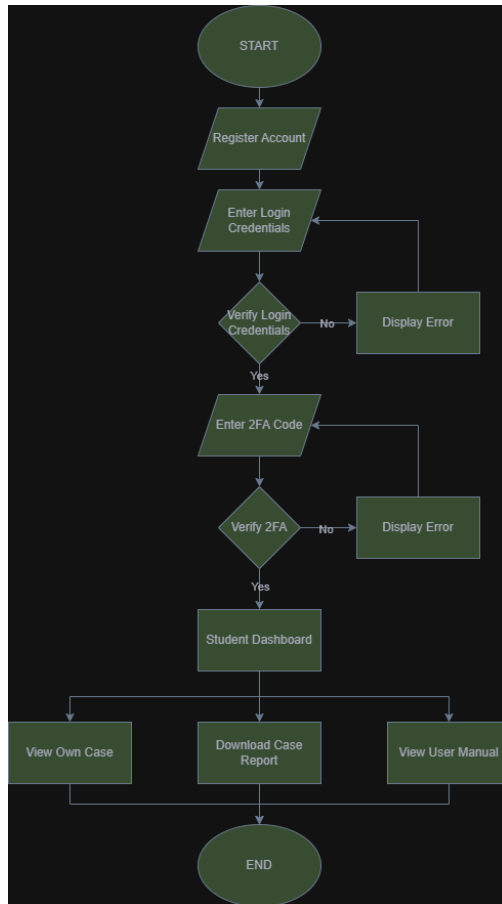 START
Register Account
Enter Login
Credentials
Verify Login
Credentials
No
Display Error
Yes
Enter 2FA Code
Verify 2FA
No
Display Error
Yes
Student Dashboard
View Own Case
Download Case
Report
View User Manual
END